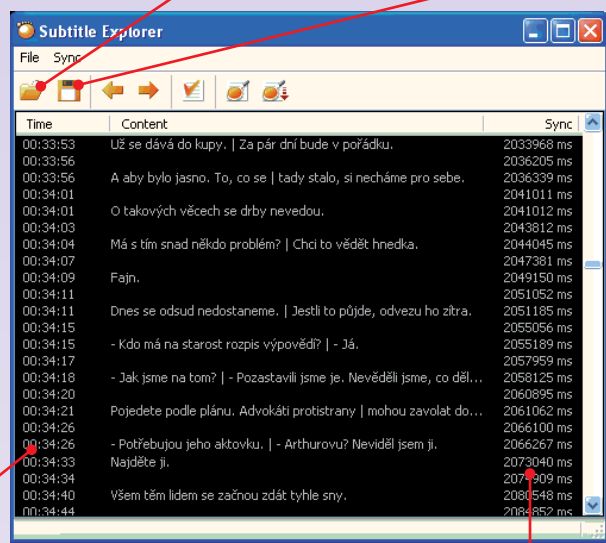 Subtitle Explorer
File Sync
Time Content Sync
00:33:53 Už se dává do kupy. | Za pár dní bude v pořádku. 2033968 ms
00:33:56 2036205 ms
00:33:56 A aby bylo jasno. To, co se | tady stalo, si necháme pro sebe. 2036339 ms
00:34:01 2041011 ms
00:34:01 O takových věcech se drby nevedou. 2041012 ms
00:34:03 2043812 ms
00:34:04 Má s tím snad někdo problém? | Chci to vědět hnedka. 2044045 ms
00:34:07 2047381 ms
00:34:09 Fajn. 2049150 ms
00:34:11 2051052 ms
00:34:11 Dnes se odsud nedostaneme. | Jestli to půjde, odvezu ho zítra. 2051185 ms
00:34:15 2055056 ms
00:34:15 - Kdo má na starost rozpis výpovědí? | - Já. 2055189 ms
00:34:17 2057959 ms
00:34:18 - Jak jsme na tom? | - Pozastavili jsme je. Nevěděli jsme, co děl... 2058125 ms
00:34:20 2060895 ms
00:34:21 Pojedete podle plánu. Advokáti protistrany | mohou zavolat do... 2061062 ms
00:34:26 2066100 ms
00:34:26 - Potřebujou jeho aktovku. | - Arthurovu? Neviděl jsem ji. 2066267 ms
00:34:33 Najděte ji. 2073040 ms
00:34:34 ms
00:34:40 Všem těm lidem se začnou zdát tyhle sny. 2080548 ms
00:34:44 2084852 ms